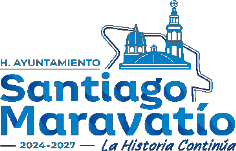 H. AYUNTAMIENTO
Santiago
Maravatío
2024-2027 La Historia Continúa